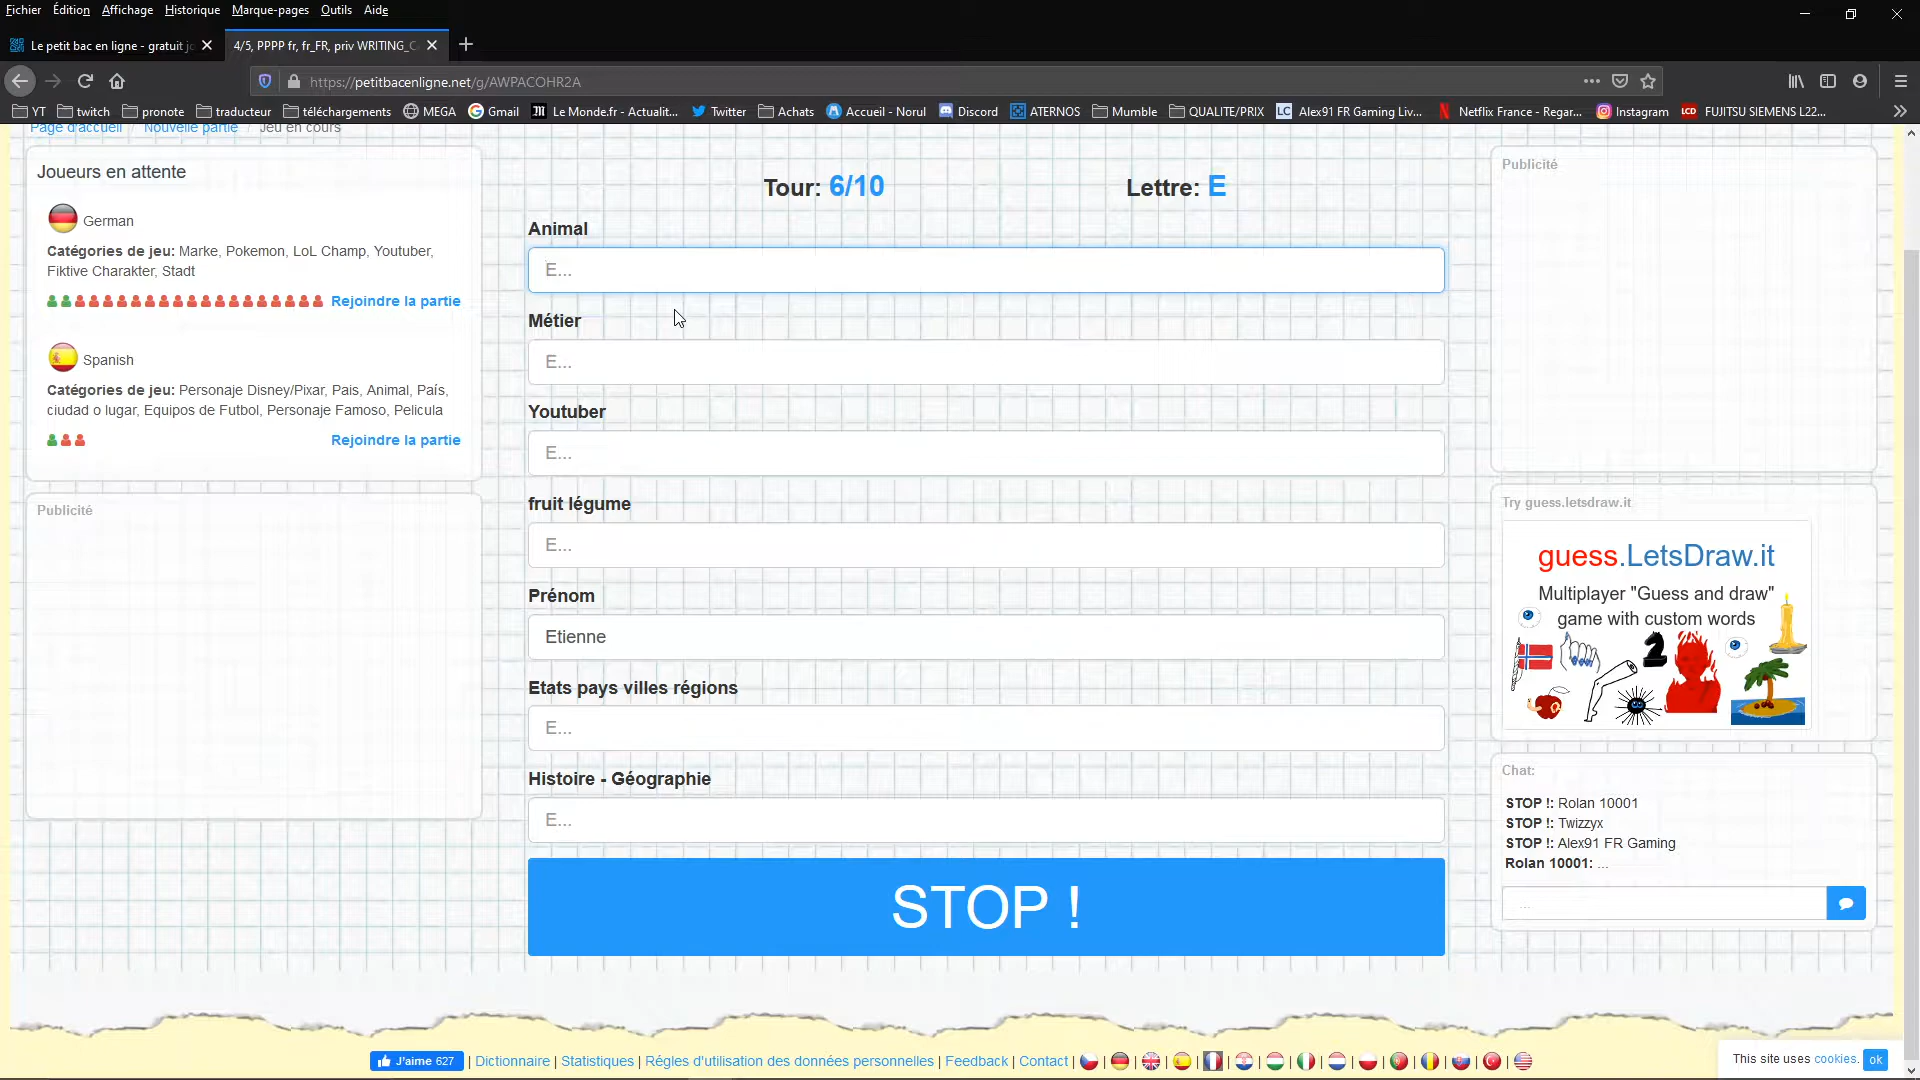 Fichier Édition Affichage Historique Marque-pages Outils Aide
Le petit bac en ligne - gratuit jo
4/5, PPPP fr, fr_FR, priv WRITING_C
https://petitbacenligne.net/g/AWPACOHR2A
YT twitch pronote traducteur téléchargements MEGA Gmail Le Monde.fr - Actualit... Twitter Achats Accueil - Norul Discord ATERNOS Mumble QUALITE/PRIX Alex91 FR Gaming Liv... Netflix France - Regar... Instagram FUJITSU SIEMENS L22...
Page d'accueil / Nouvelle partie / Jeu en cours
Joueurs en attente
German
Catégories de jeu: Marke, Pokemon, LoL Champ, Youtuber,
Fiktive Charakter, Stadt
Rejoindre la partie
Spanish
Catégories de jeu: Personaje Disney/Pixar, Pais, Animal, País,
ciudad o lugar, Equipos de Futbol, Personaje Famoso, Pelicula
Rejoindre la partie
Publicité
Tour: 6/10
Lettre: E
Animal
E...
Métier
E...
Youtuber
E...
fruit légume
E...
Prénom
Etienne
Etats pays villes régions
E...
Histoire - Géographie
E...
STOP !
Publicité
Try guess.letsdraw.it
guess.LetsDraw.it
Multiplayer "Guess and draw"
game with custom words
Chat:
STOP !: Rolan 10001
STOP !: Twizzyx
STOP !: Alex91 FR Gaming
Rolan 10001: ...
...
J'aime 627 | Dictionnaire | Statistiques | Régles d'utilisation des données personnelles | Feedback | Contact |
This site uses cookies. ok